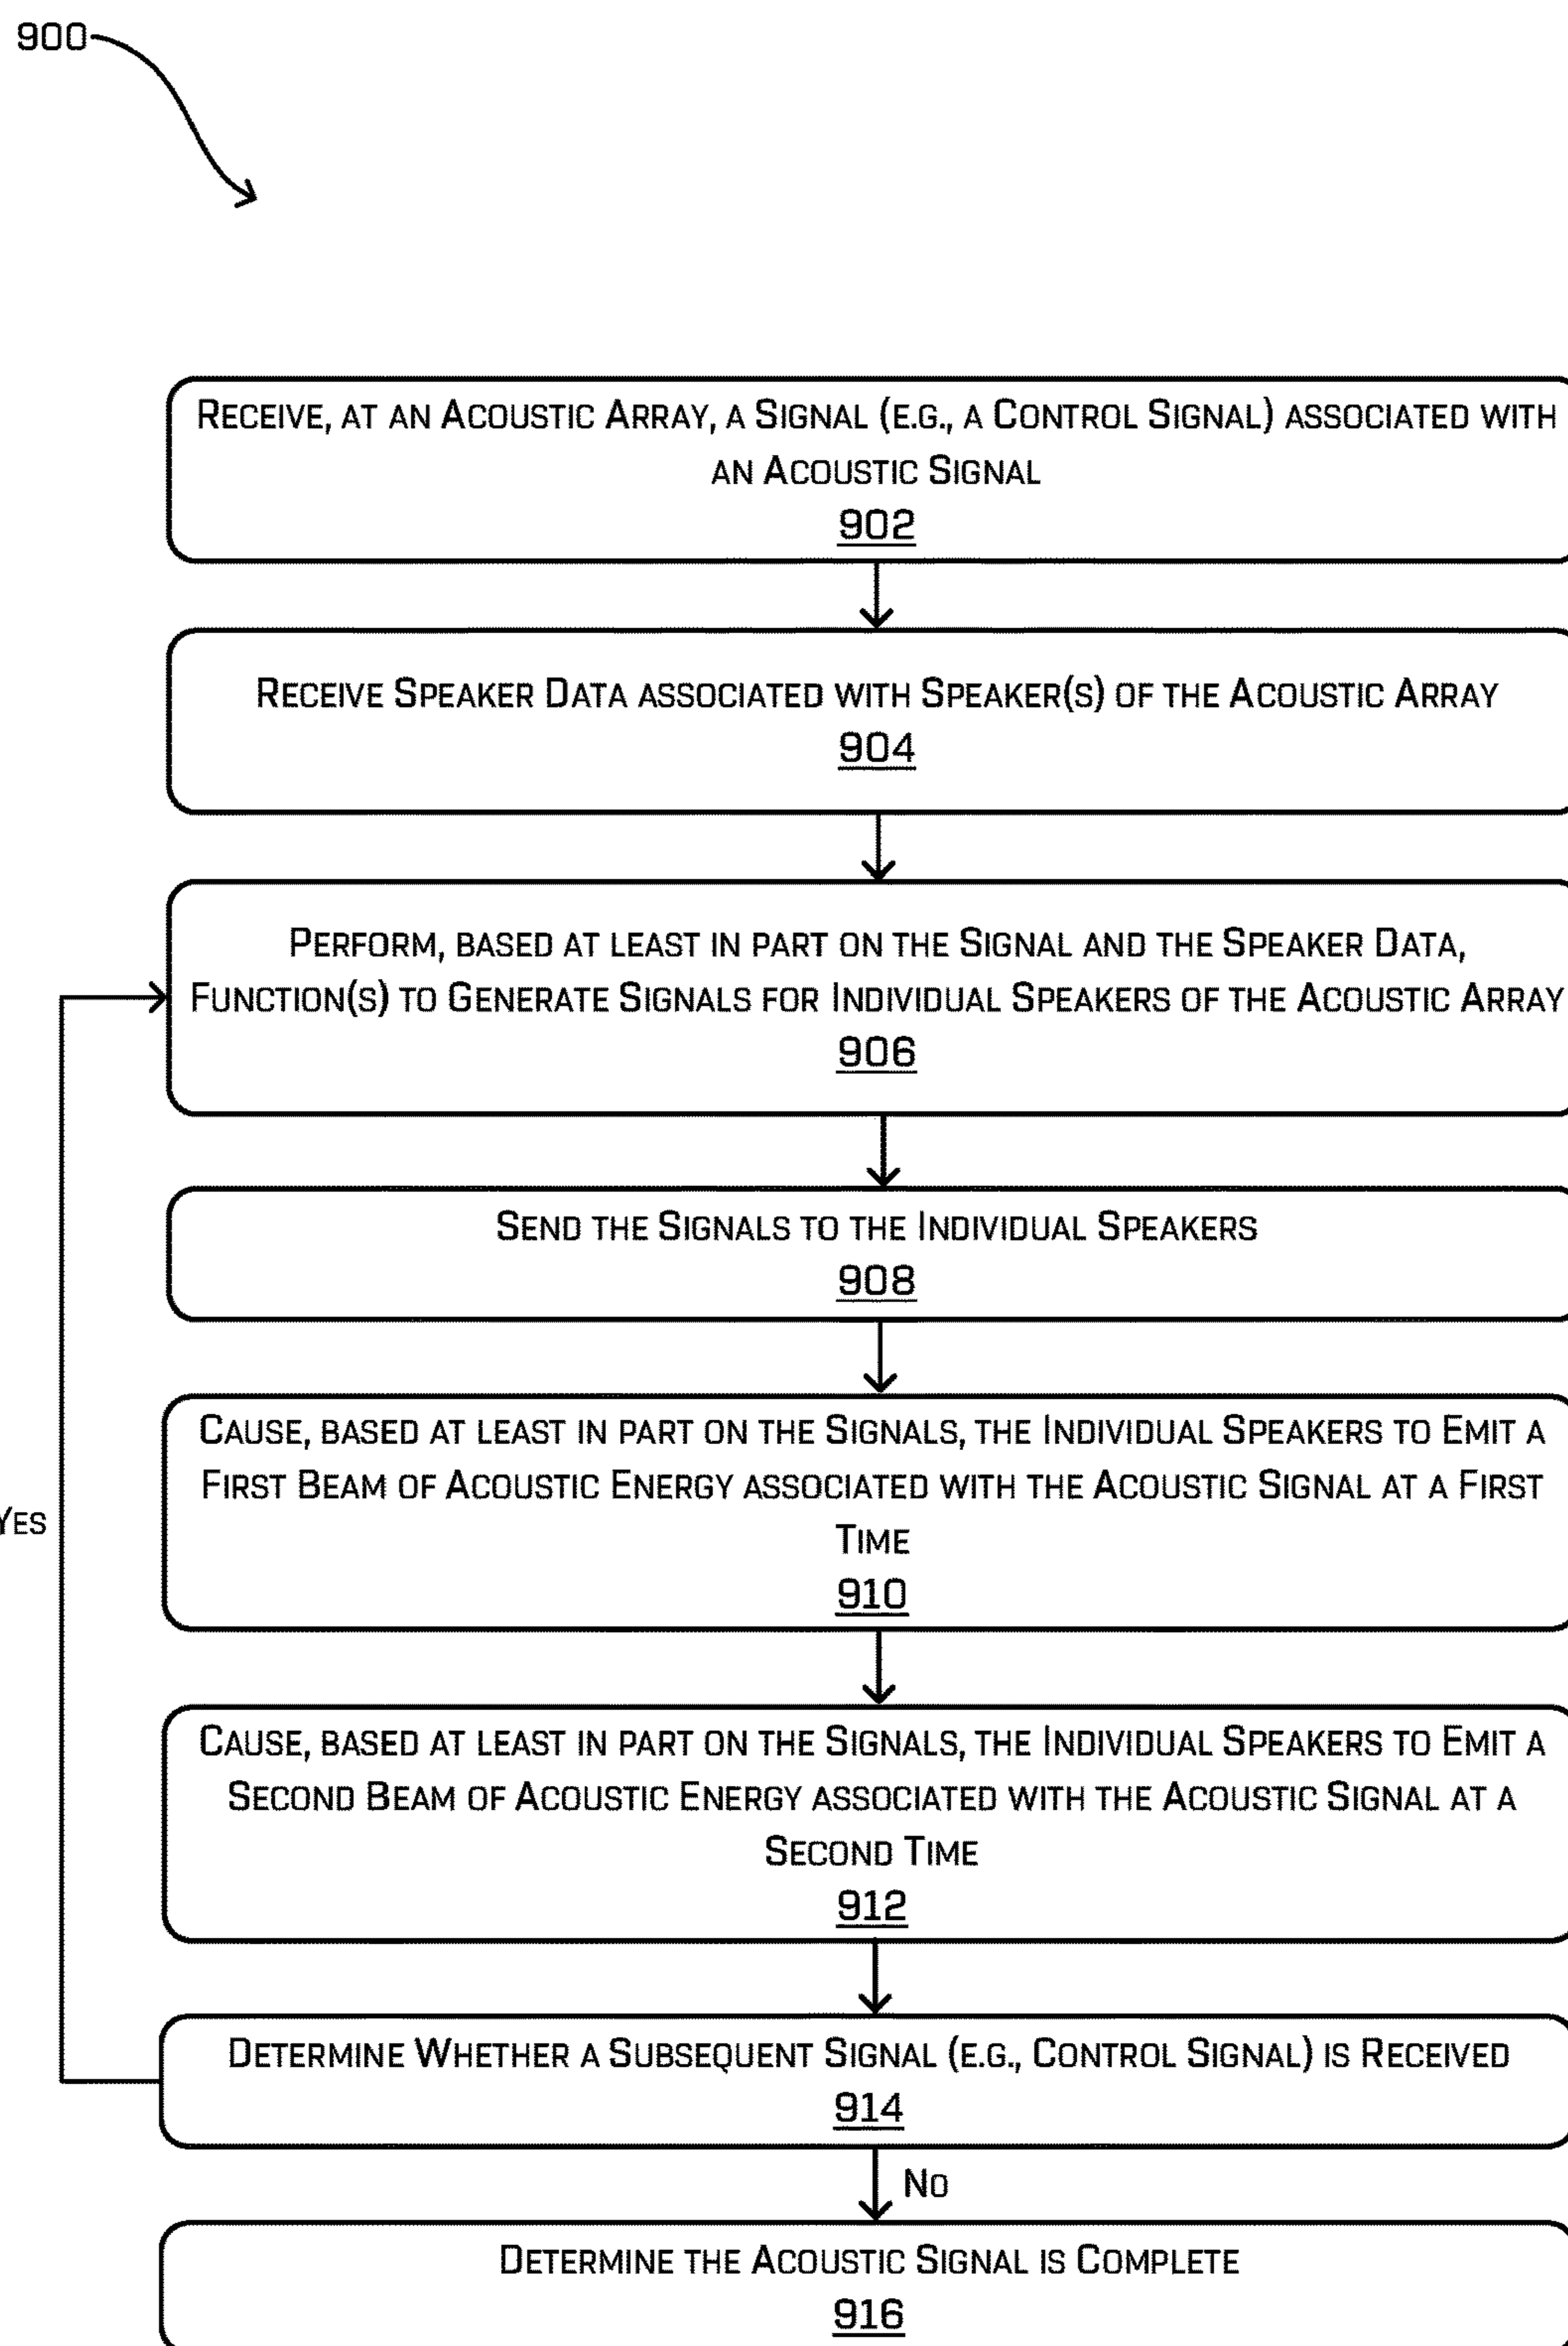 900
Receive, at an Acoustic Array, a Signal (e.g., a Control Signal) associated with
an Acoustic Signal
902
Receive Speaker Data associated with Speaker(s) of the Acoustic Array
904
Perform, based at least in part on the Signal and the Speaker Data,
Function(s) to Generate Signals for Individual Speakers of the Acoustic Array
906
Send the Signals to the Individual Speakers
908
Cause, based at least in part on the Signals, the Individual Speakers to Emit a
First Beam of Acoustic Energy associated with the Acoustic Signal at a First
Time
910
Yes
Cause, based at least in part on the Signals, the Individual Speakers to Emit a
Second Beam of Acoustic Energy associated with the Acoustic Signal at a
Second Time
912
Determine Whether a Subsequent Signal (e.g., Control Signal) is Received
914
No
Determine the Acoustic Signal is Complete
916